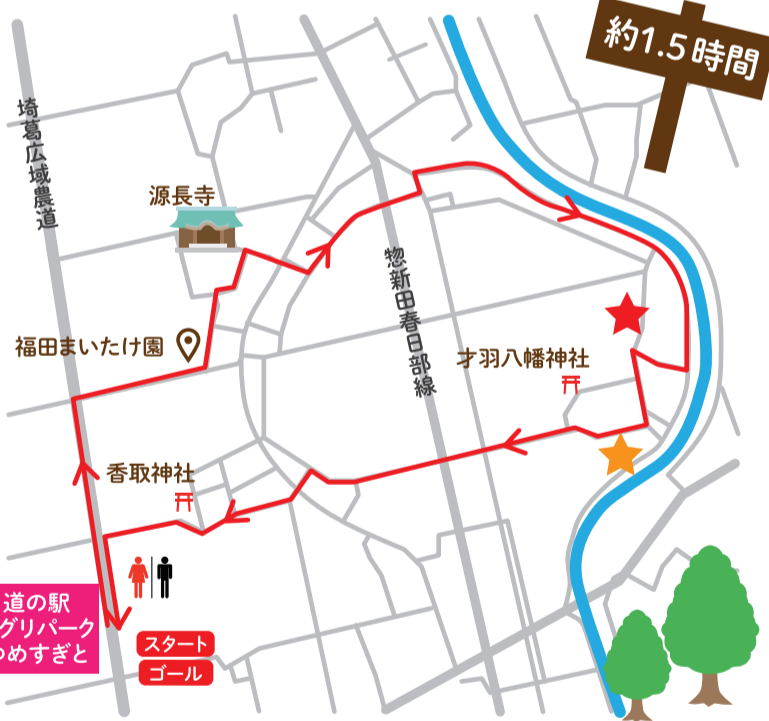 約1.5時間
埼葛広域農道
源長寺
惣新田春日部線
福田まいたけ園
才羽八幡神社
香取神社
道の駅
グリパーク
めすぎと
スタート
ゴール